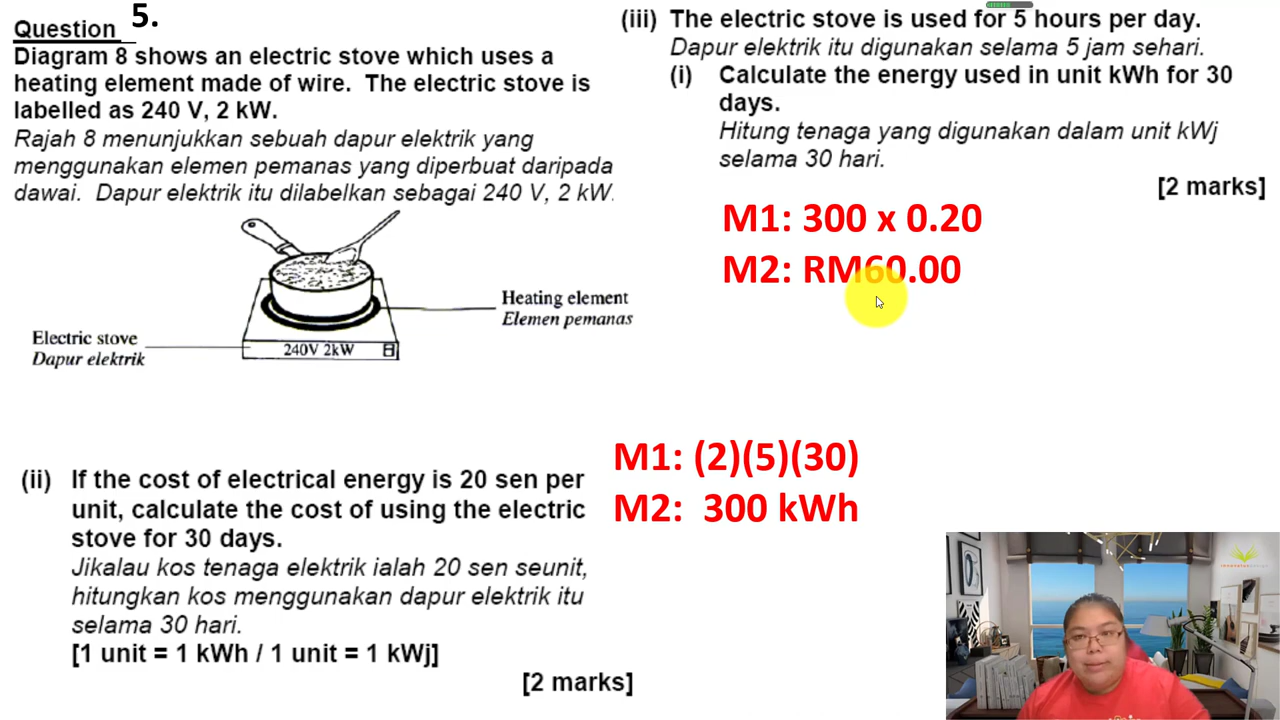 Question 5.
Diagram 8 shows an electric stove which uses a
heating element made of wire. The electric stove is
labelled as 240 V, 2 kW.
Rajah 8 menunjukkan sebuah dapur elektrik yang
menggunakan elemen pemanas yang diperbuat daripada
dawai. Dapur elektrik itu dilabelkan sebagai 240 V, 2 kW.
Heating element
Elemen pemanas
Electric stove
Dapur elektrik
240V 2kW
(ii) If the cost of electrical energy is 20 sen per
unit, calculate the cost of using the electric
stove for 30 days.
Jikalau kos tenaga elektrik ialah 20 sen seunit,
hitungkan kos menggunakan dapur elektrik itu
selama 30 hari.
[1 unit = 1 kWh / 1 unit = 1 kWj]
[2 marks]
(iii) The electric stove is used for 5 hours per day.
Dapur elektrik itu digunakan selama 5 jam sehari.
(i) Calculate the energy used in unit kWh for 30
days.
Hitung tenaga yang digunakan dalam unit kWj
selama 30 hari.
[2 marks]
M1: 300 x 0.20
M2: RM60.00
M1: (2)(5)(30)
M2: 300 kWh